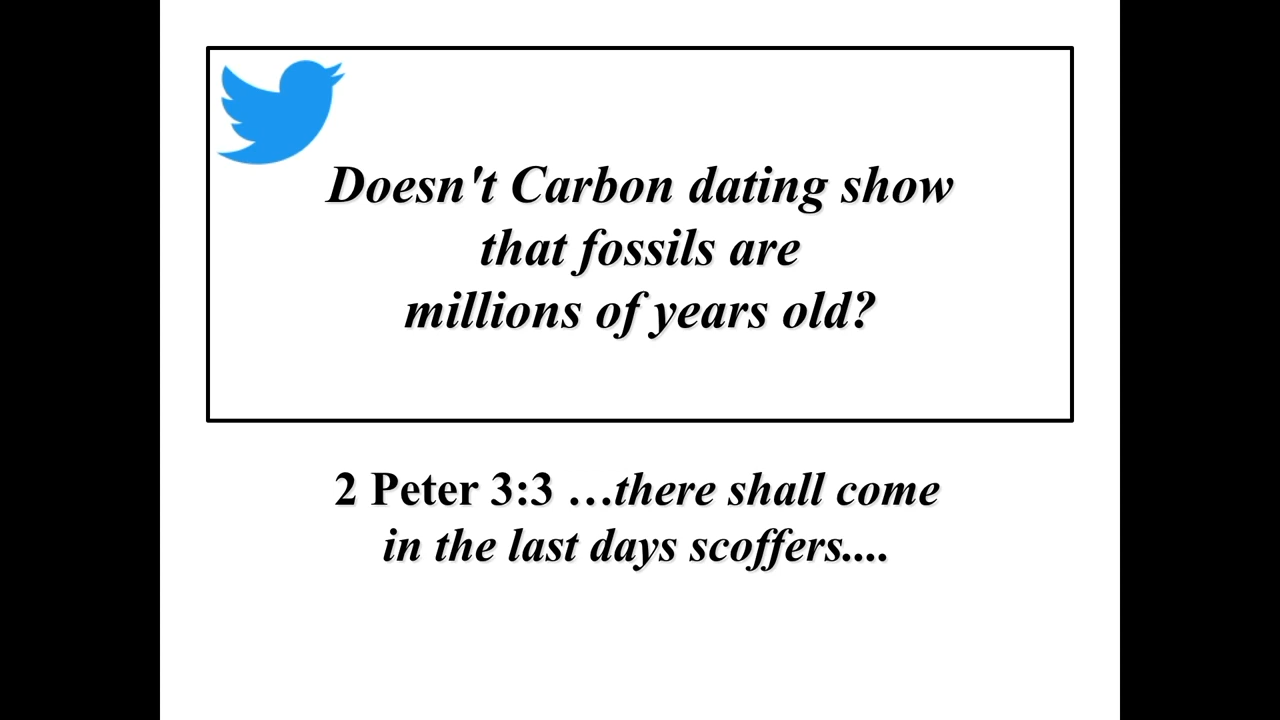 Doesn't Carbon dating show
that fossils are
millions of years old?
2 Peter 3:3 …there shall come
in the last days scoffers....